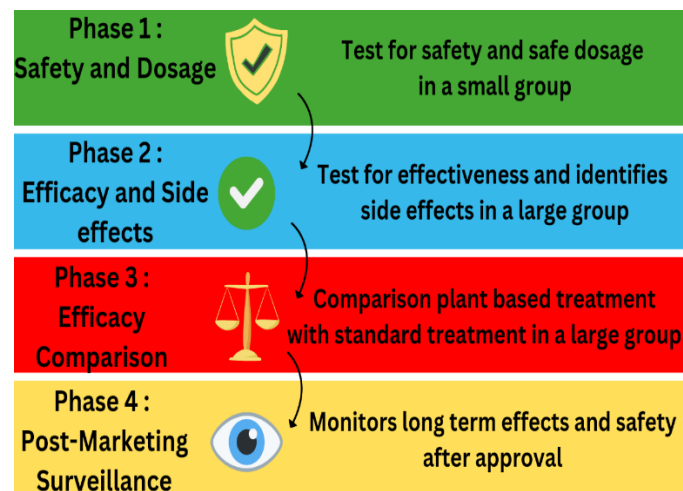 Phase 1 :
Safety and Dosage
Test for safety and safe dosage
in a small group
Phase 2 :
Efficacy and Side
effects
Test for effectiveness and identifies
side effects in a large group
Phase 3 :
Efficacy
Comparison
Comparison plant based treatment
with standard treatment in a large group
Phase 4 :
Post-Marketing
Surveillance
Monitors long term effects and safety
after approval